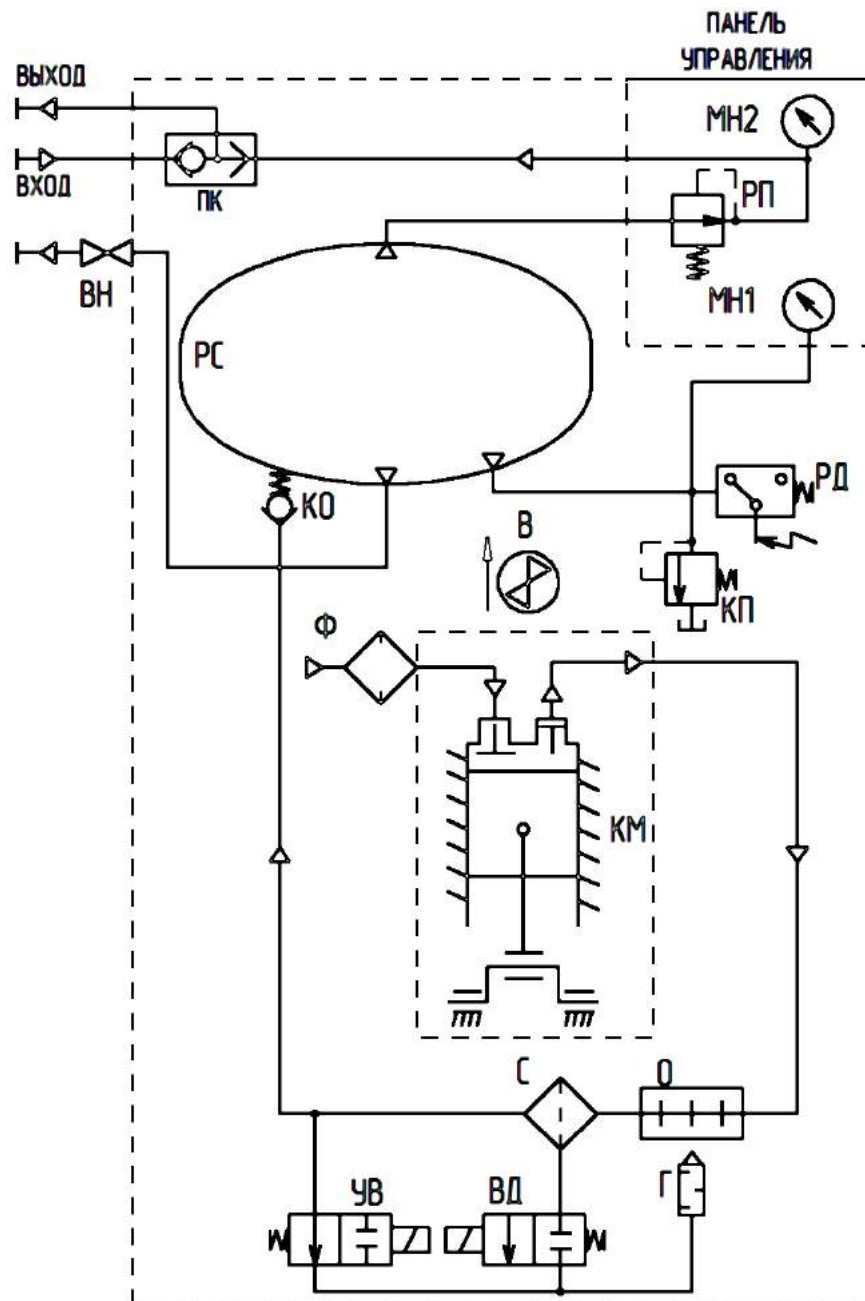 ПАНЕЛЬ
УПРАВЛЕНИЯ
ВЫХОД
МН2
ВХОД
ПК
РП
ВН
МН1
РС
КО
РД
В
КП
Ф
КМ
С
О
Г
УВ
ВД